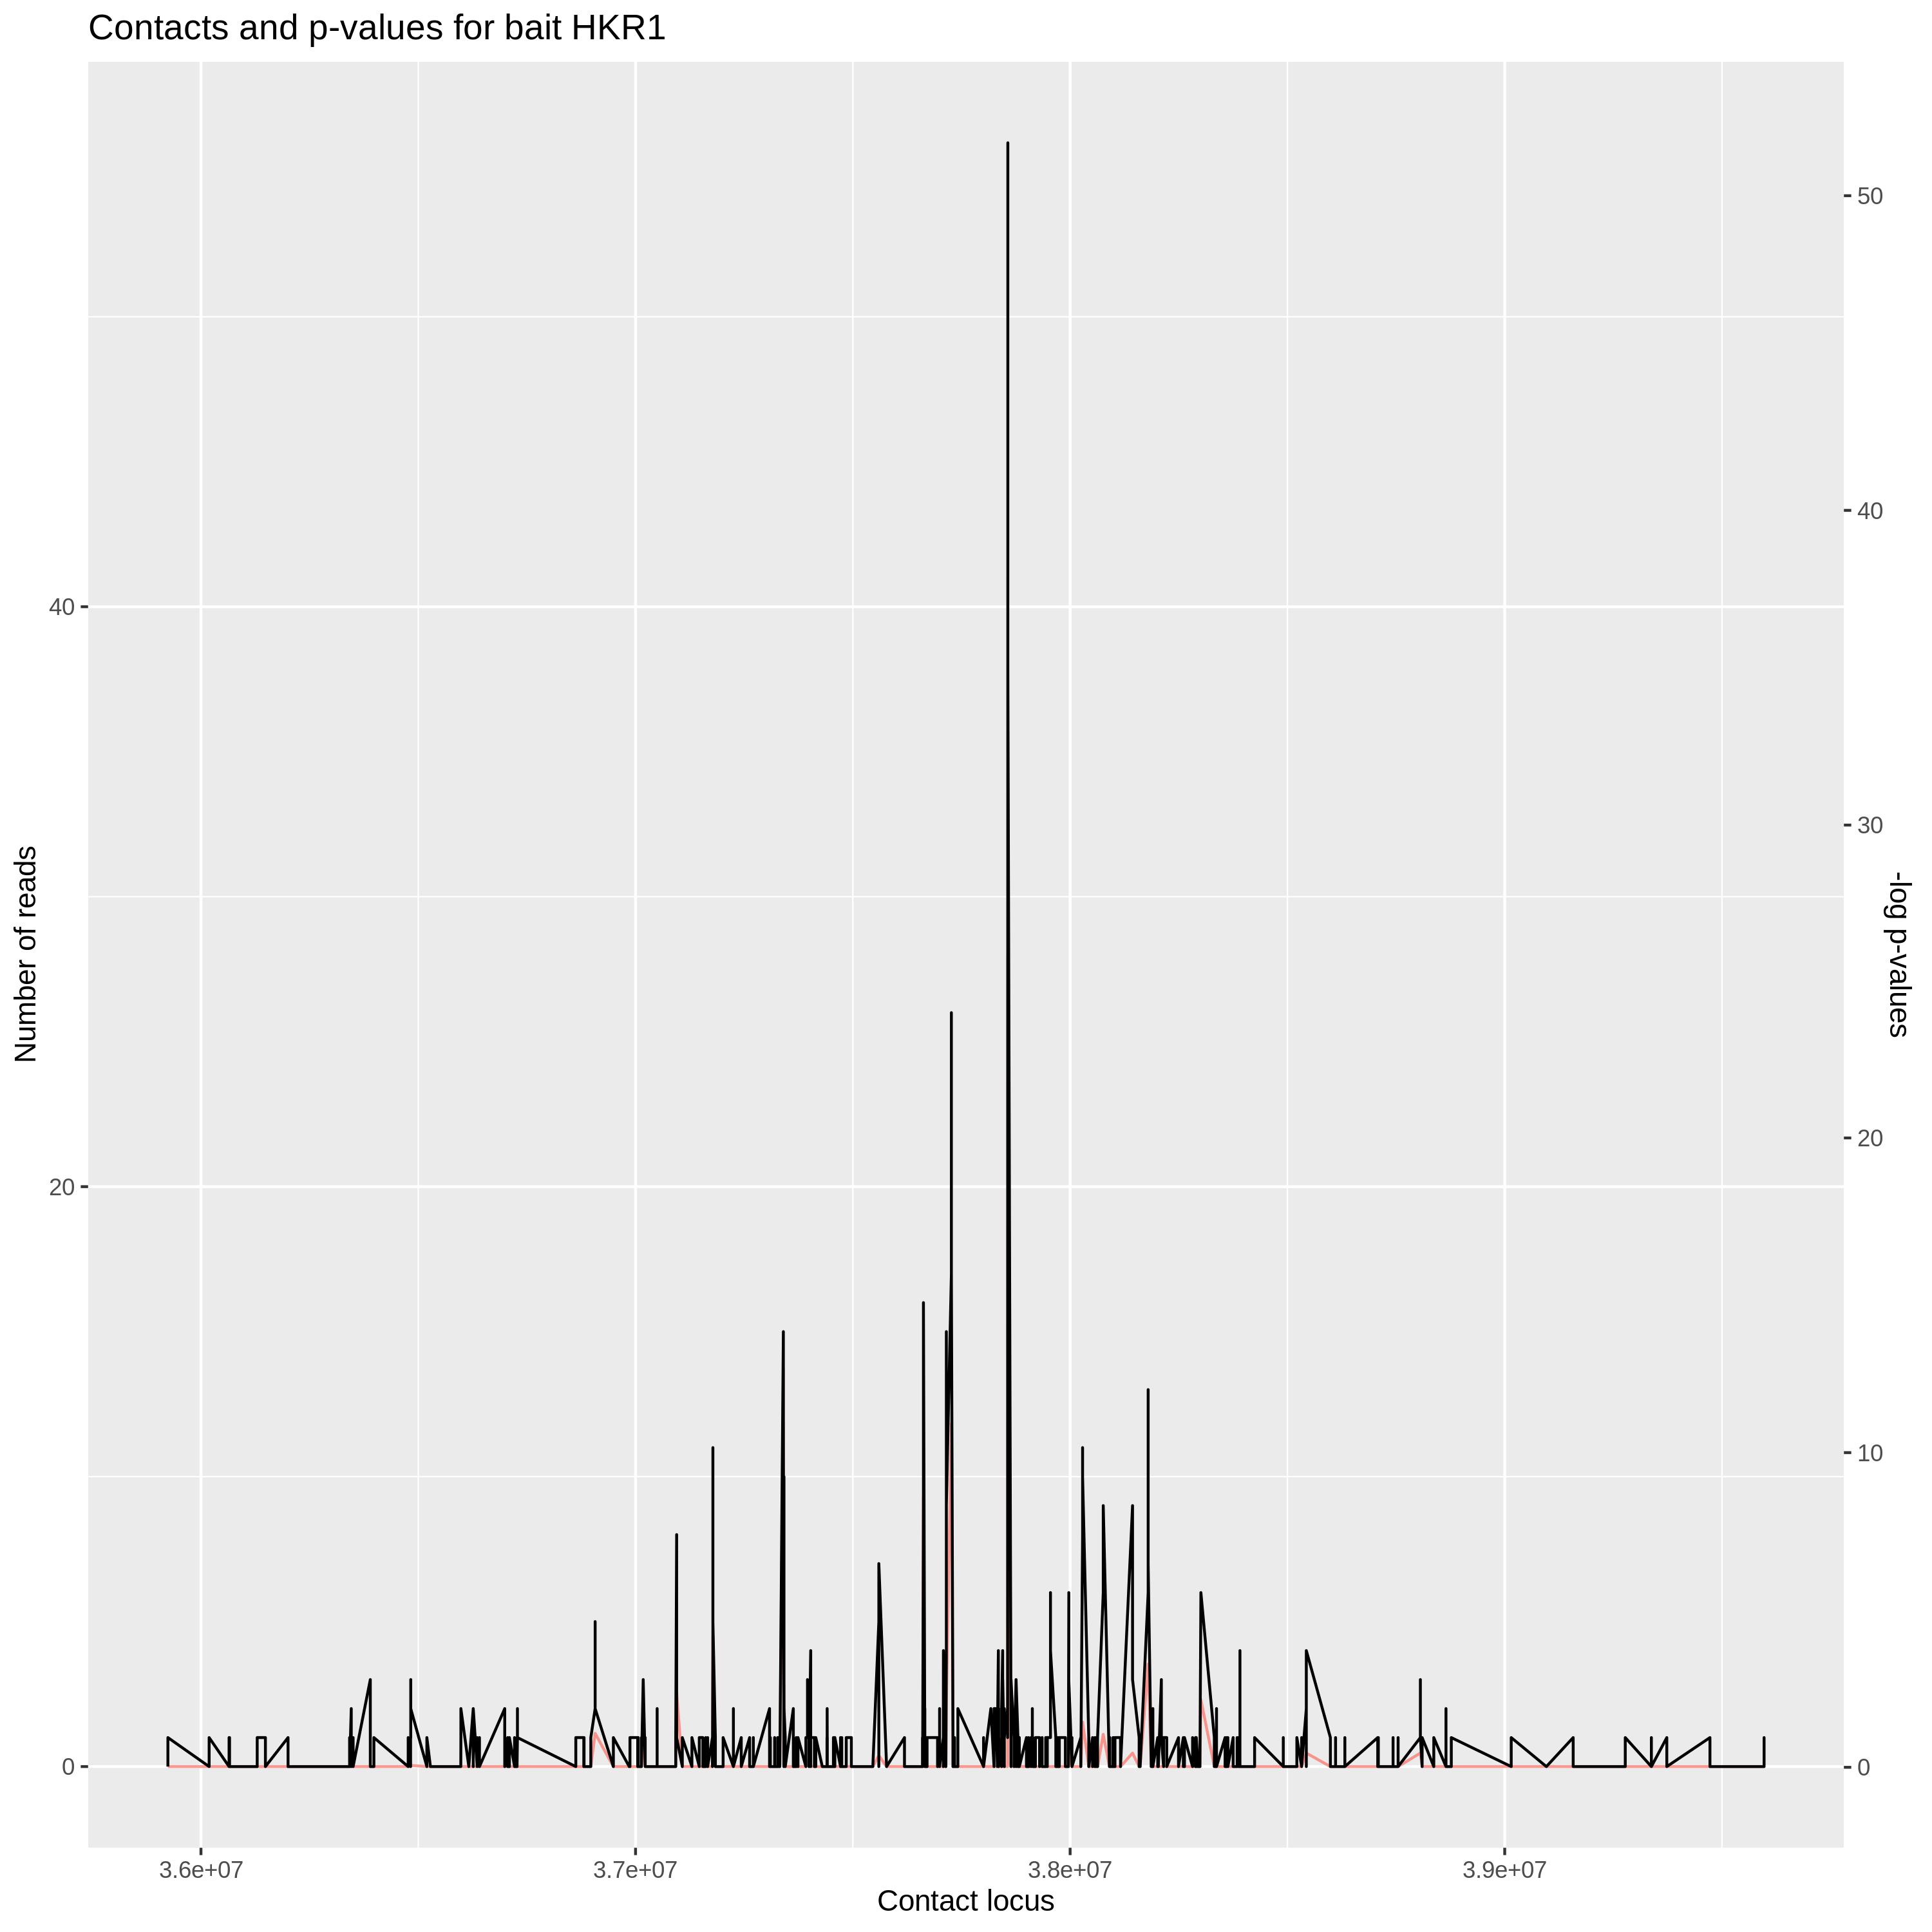 Contacts and p-values for bait HKR1
50
40
40
30
20
20
10
0
0
Number of reads
-log p-values
3.6e+07
3.7e+07
3.8e+07
3.9e+07
Contact locus